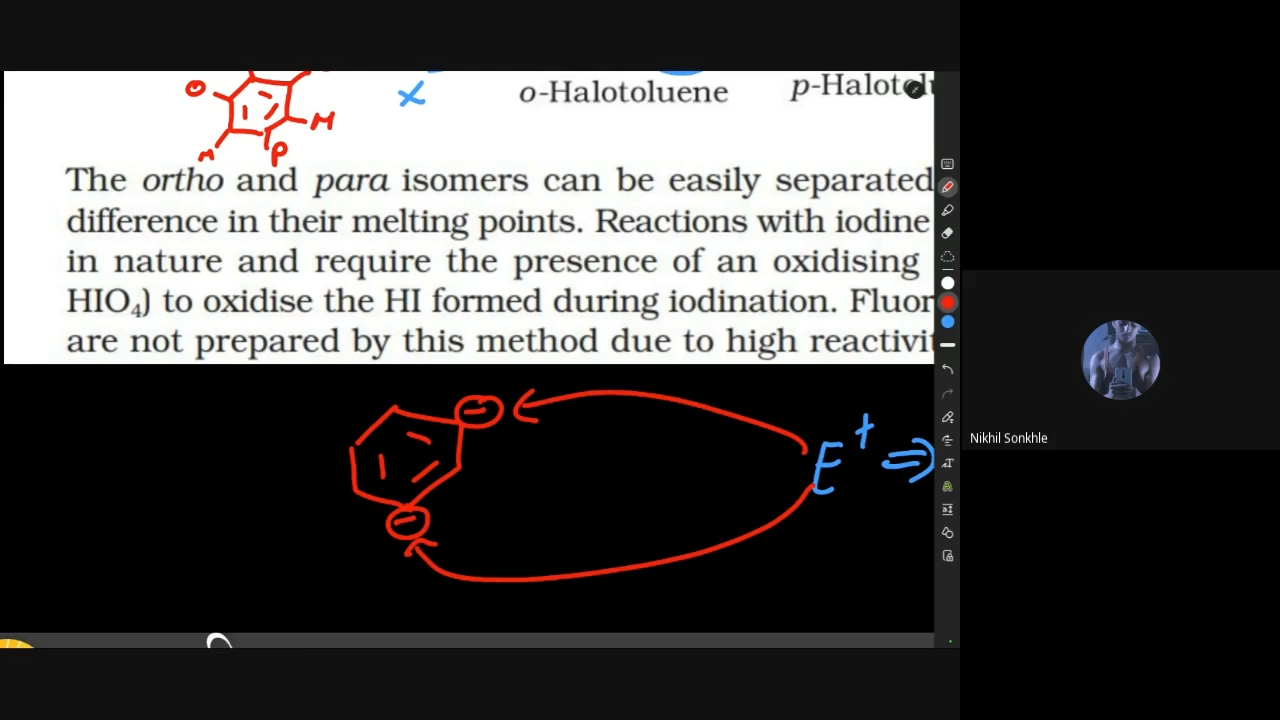 O
M
M
P
x
o-Halotoluene
p-Halotol
The ortho and para isomers can be easily separated
difference in their melting points. Reactions with iodine
in nature and require the presence of an oxidising
HIO4) to oxidise the HI formed during iodination. Fluor
are not prepared by this method due to high reactivit
E+ ⇒
Nikhil Sonkhle